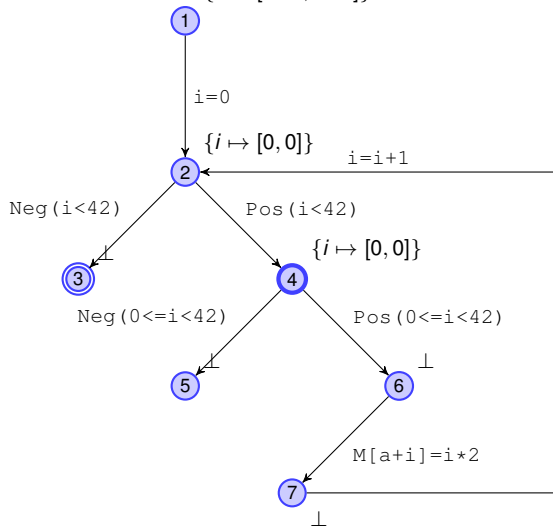 1
i=0
{i ↦ [0, 0]}
i=i+1
2
Neg(i<42)
Pos(i<42)
⊥
{i ↦ [0, 0]}
3
4
Neg(0<=i<42)
Pos(0<=i<42)
⊥
⊥
5
6
M[a+i]=i*2
7
⊥